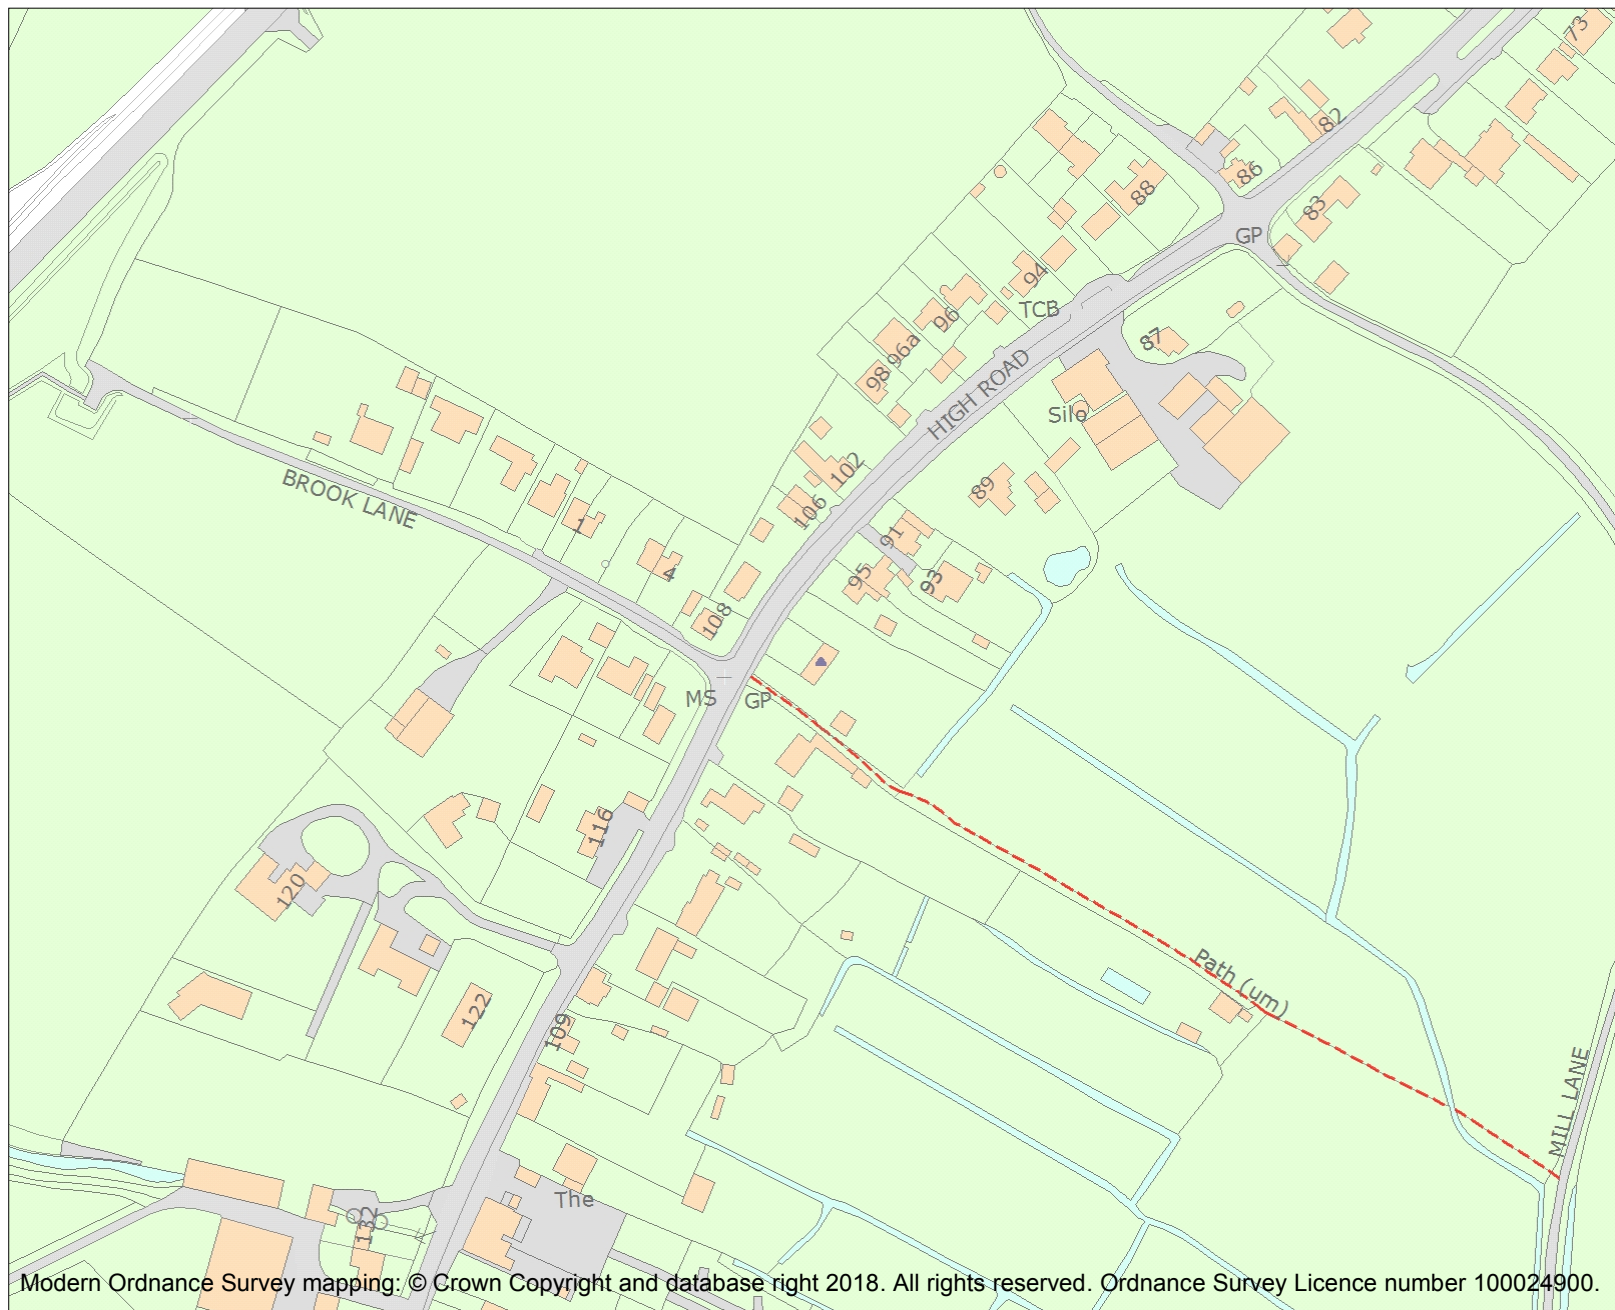 73
82
86
88
83
GP
94
TCB
96
87
96a
98
HIGH ROAD
Silo
102
89
BROOK LANE
106
1
91
4
95
93
108
MS
GP
116
120
Path (um)
122
109
MILL LANE
The
132
Modern Ordnance Survey mapping: © Crown Copyright and database right 2018. All rights reserved. Ordnance Survey Licence number 100024900.